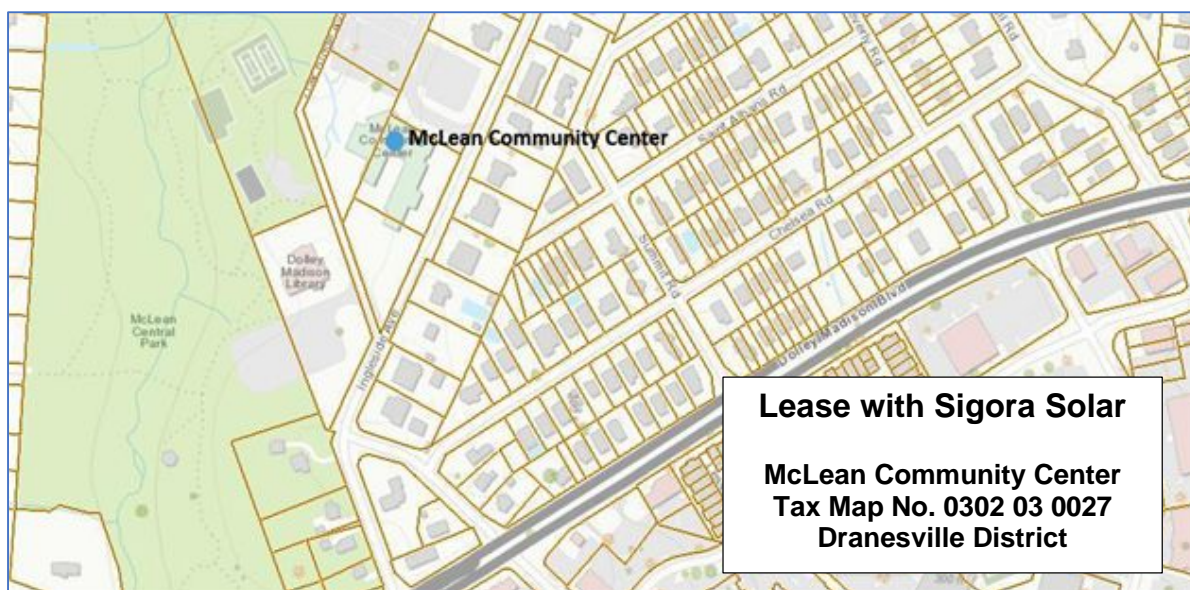 McLean Community Center
Saint Albans Rd
Chelsea Rd
Summit Rd
Dolley
Madison
Library
McLean
Central
Park
Ingleside Ave
Dolley Madison Blvd
Lease with Sigora Solar
McLean Community Center
Tax Map No. 0302 03 0027
Dranesville District